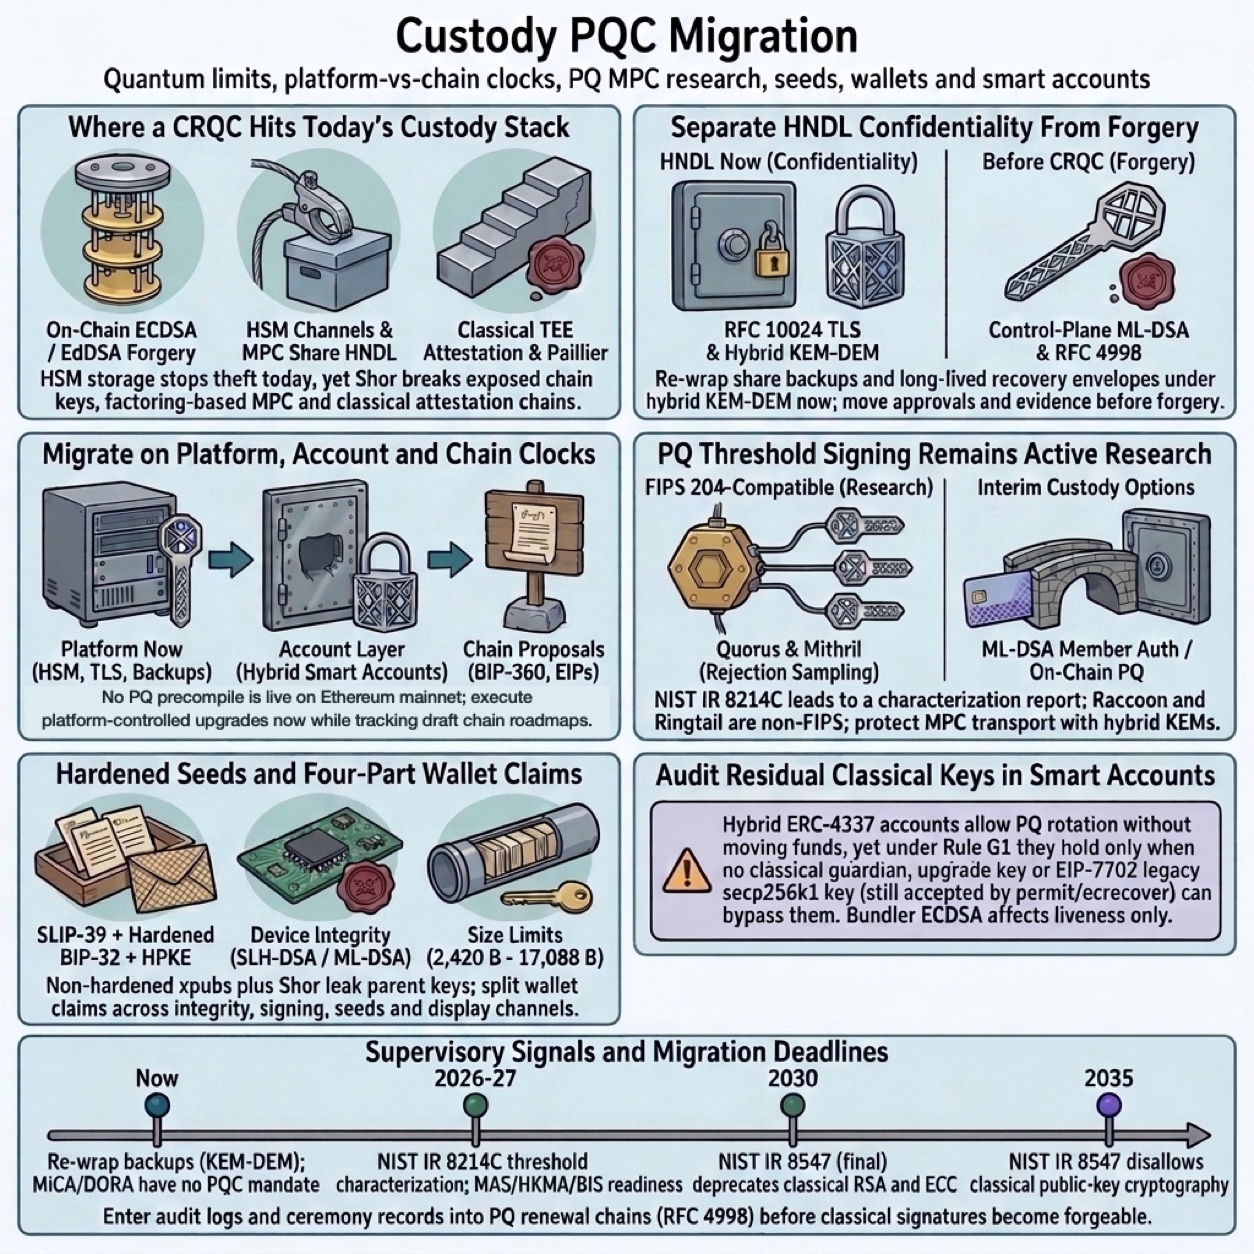 Custody PQC Migration
Quantum limits, platform-vs-chain clocks, PQ MPC research, seeds, wallets and smart accounts
Where a CRQC Hits Today's Custody Stack
On-Chain ECDSA
/ EdDSA Forgery
HSM Channels &
MPC Share HNDL
Classical TEE
Attestation & Paillier
HSM storage stops theft today, yet Shor breaks exposed chain
keys, factoring-based MPC and classical attestation chains.
Separate HNDL Confidentiality From Forgery
HNDL Now (Confidentiality)
RFC 10024 TLS
& Hybrid KEM-DEM
Before CRQC (Forgery)
Control-Plane ML-DSA
& RFC 4998
Re-wrap share backups and long-lived recovery envelopes under
hybrid KEM-DEM now; move approvals and evidence before forgery.
Migrate on Platform, Account and Chain Clocks
Platform Now
(HSM, TLS, Backups)
Account Layer
(Hybrid Smart Accounts)
Chain Proposals
(BIP-360, EIPs)
No PQ precompile is live on Ethereum mainnet; execute
platform-controlled upgrades now while tracking draft chain roadmaps.
PQ Threshold Signing Remains Active Research
FIPS 204-Compatible (Research)
Quorus & Mithril
(Rejection Sampling)
Interim Custody Options
ML-DSA Member Auth /
On-Chain PQ
NIST IR 8214C leads to a characterization report; Raccoon and
Ringtail are non-FIPS; protect MPC transport with hybrid KEMs.
Hardened Seeds and Four-Part Wallet Claims
SLIP-39 + Hardened
BIP-32 + HPKE
Device Integrity
(SLH-DSA / ML-DSA)
Size Limits
(2,420 B - 17,088 B)
Non-hardened xpubs plus Shor leak parent keys; split wallet
claims across integrity, signing, seeds and display channels.
Audit Residual Classical Keys in Smart Accounts
Hybrid ERC-4337 accounts allow PQ rotation without
moving funds, yet under Rule G1 they hold only when
no classical guardian, upgrade key or EIP-7702 legacy
secp256k1 key (still accepted by permit/ecrecover) can
bypass them. Bundler ECDSA affects liveness only.
Supervisory Signals and Migration Deadlines
Now
Re-wrap backups (KEM-DEM);
MiCA/DORA have no PQC mandate
2026-27
NIST IR 8214C threshold
characterization; MAS/HKMA/BIS readiness
2030
NIST IR 8547 (final)
deprecates classical RSA and ECC
2035
NIST IR 8547 disallows
classical public-key cryptography
Enter audit logs and ceremony records into PQ renewal chains (RFC 4998) before classical signatures become forgeable.